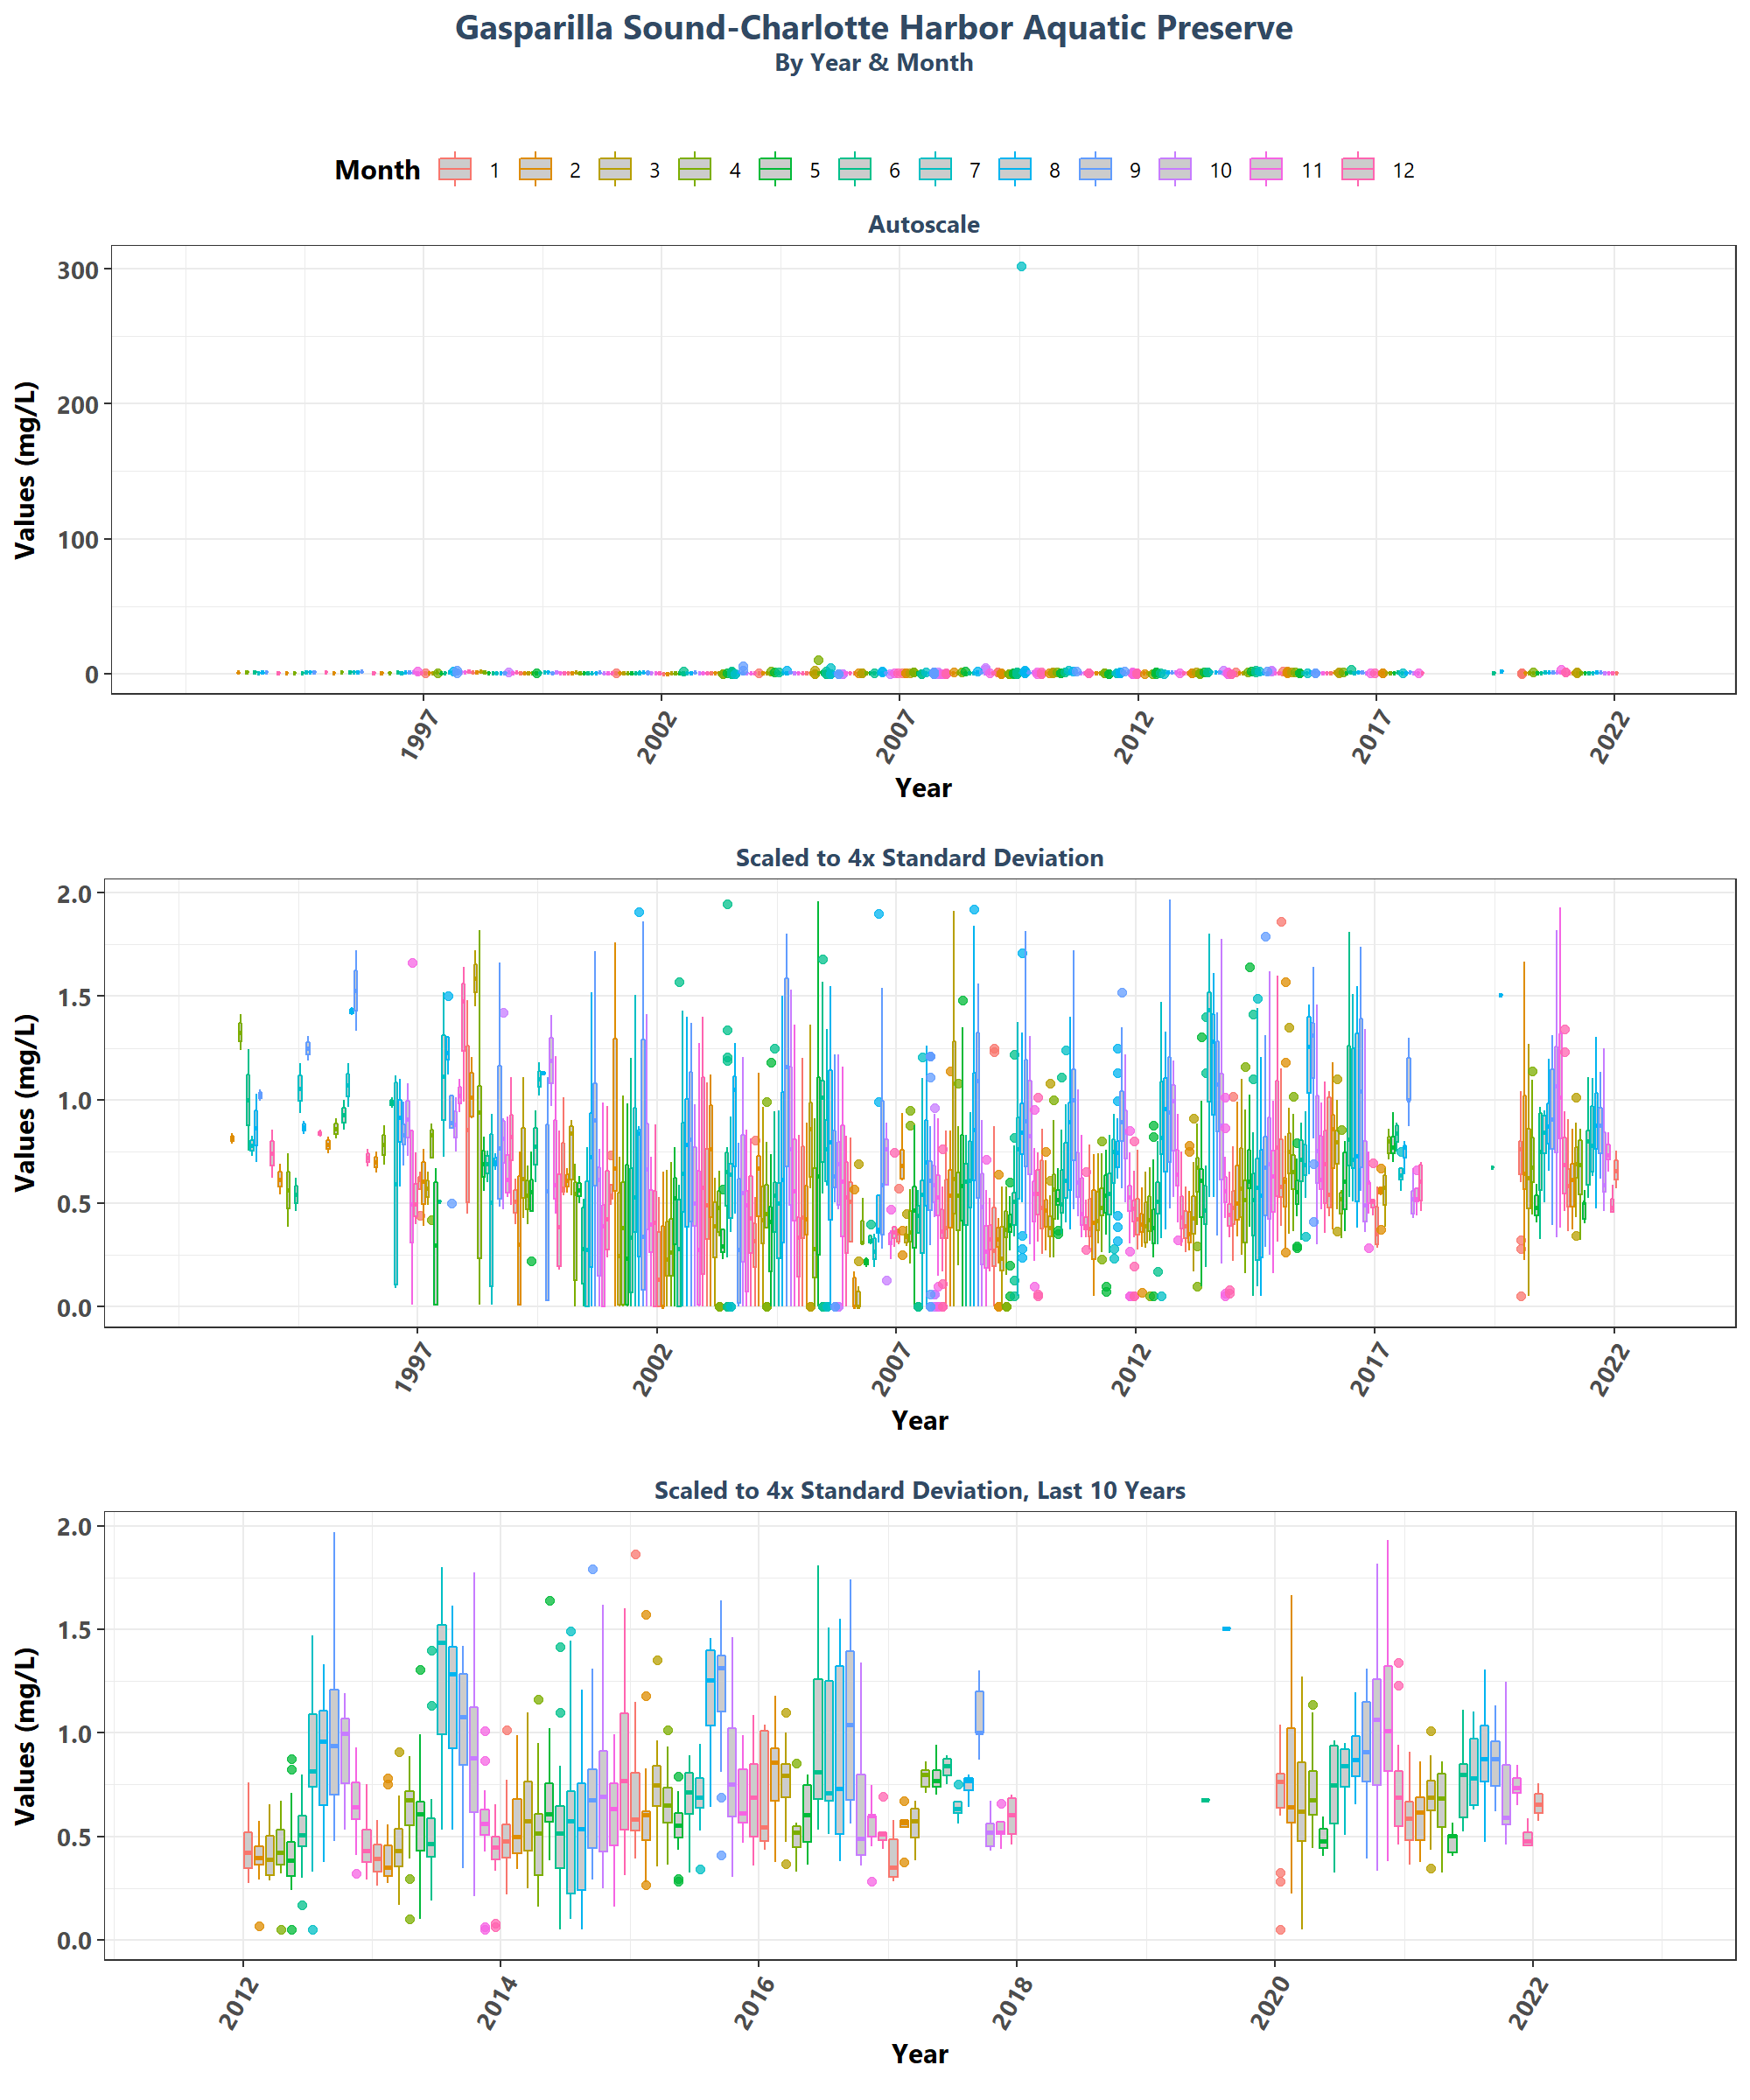 Gasparilla Sound-Charlotte Harbor Aquatic Preserve
By Year & Month
Month 1 2 3 4 5 6 7 8 9 10 11 12
Autoscale
300
200
100
0
Values (mg/L)
1997 2002 2007 2012 2017 2022
Year
Scaled to 4x Standard Deviation
2.0
1.5
1.0
0.5
0.0
Values (mg/L)
1997 2002 2007 2012 2017 2022
Year
Scaled to 4x Standard Deviation, Last 10 Years
2.0
1.5
1.0
0.5
0.0
Values (mg/L)
2012 2014 2016 2018 2020 2022
Year